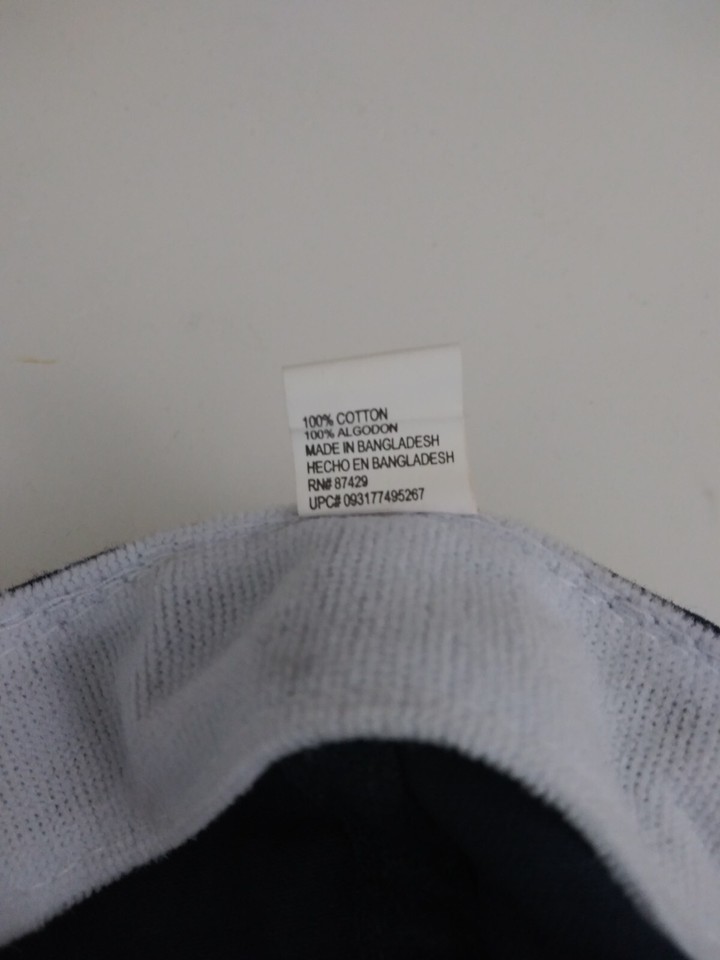 100% COTTON
100% ALGODON
MADE IN BANGLADESH
HECHO EN BANGLADESH
RN# 87429
UPC# 093177495267